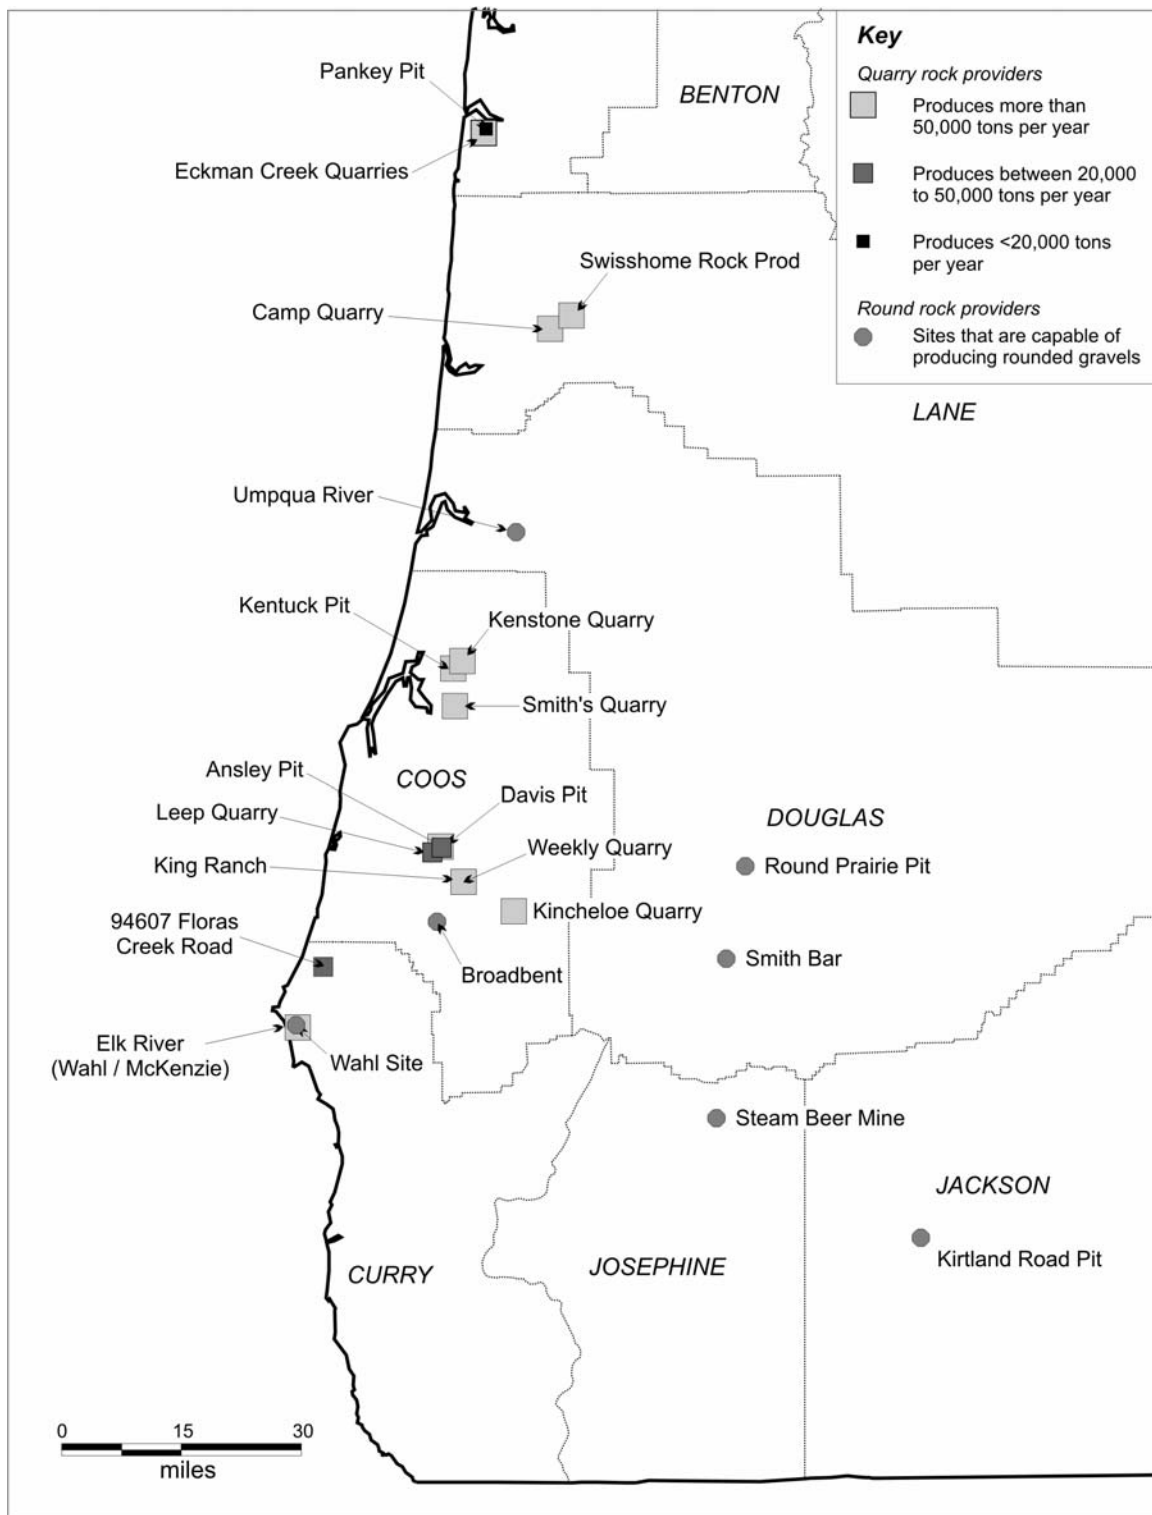 Key
Quarry rock providers
Produces more than
50,000 tons per year
Produces between 20,000
to 50,000 tons per year
Produces <20,000 tons
per year
Round rock providers
Sites that are capable of
producing rounded gravels
Pankey Pit
BENTON
Eckman Creek Quarries
Swisshome Rock Prod
Camp Quarry
LANE
Umpqua River
Kentuck Pit
Kenstone Quarry
Smith's Quarry
Ansley Pit
COOS
Davis Pit
Leep Quarry
DOUGLAS
Weekly Quarry
King Ranch
Round Prairie Pit
Kincheloe Quarry
94607 Floras
Creek Road
Broadbent
Smith Bar
Elk River
(Wahl / McKenzie)
Wahl Site
Steam Beer Mine
JACKSON
Kirtland Road Pit
CURRY
JOSEPHINE
0 15 30
miles